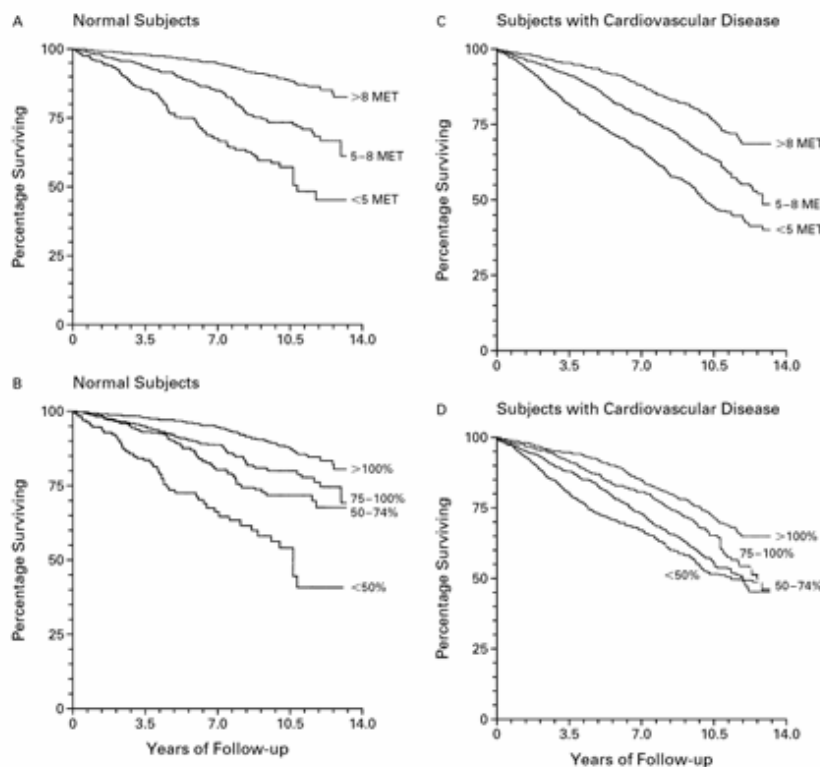 A Normal Subjects
Percentage Surviving
100
75
50
25
0
>8 MET
5–8 MET
<5 MET
0 3.5 7.0 10.5 14.0
C Subjects with Cardiovascular Disease
Percentage Surviving
100
75
50
25
0
>8 MET
5–8 MET
<5 MET
0 3.5 7.0 10.5 14.0
B Normal Subjects
Percentage Surviving
100
75
50
25
0
>100%
75–100%
50–74%
<50%
0 3.5 7.0 10.5 14.0
Years of Follow-up
D Subjects with Cardiovascular Disease
Percentage Surviving
100
75
50
25
0
>100%
75–100%
<50%
50–74%
0 3.5 7.0 10.5 14.0
Years of Follow-up